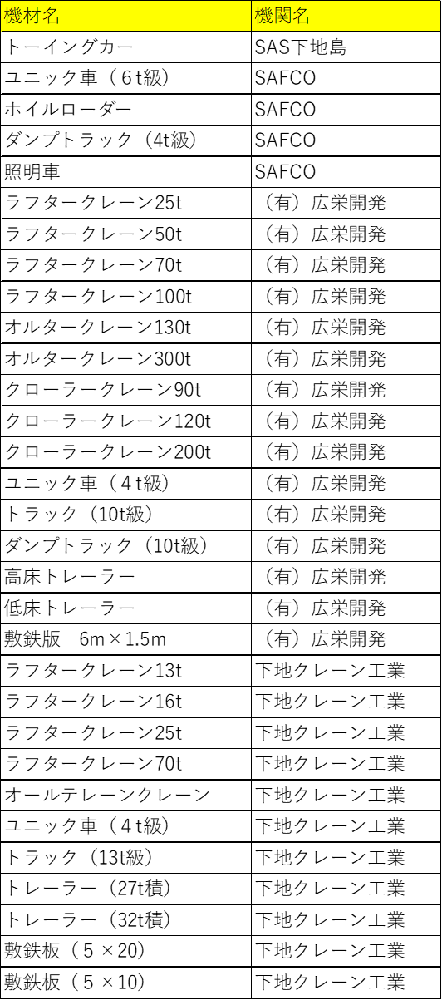 機材名 機関名
トーイングカー SAS下地島
ユニック車（６t級） SAFCO
ホイルローダー SAFCO
ダンプトラック（4t級） SAFCO
照明車 SAFCO
ラフタークレーン25t （有）広栄開発
ラフタークレーン50t （有）広栄開発
ラフタークレーン70t （有）広栄開発
ラフタークレーン100t （有）広栄開発
オルタークレーン130t （有）広栄開発
オルタークレーン300t （有）広栄開発
クローラークレーン90t （有）広栄開発
クローラークレーン120t （有）広栄開発
クローラークレーン200t （有）広栄開発
ユニック車（４t級） （有）広栄開発
トラック（10t級） （有）広栄開発
ダンプトラック（10t級） （有）広栄開発
高床トレーラー （有）広栄開発
低床トレーラー （有）広栄開発
敷鉄版　6m×1.5m （有）広栄開発
ラフタークレーン13t 下地クレーン工業
ラフタークレーン16t 下地クレーン工業
ラフタークレーン25t 下地クレーン工業
ラフタークレーン70t 下地クレーン工業
オールテレーンクレーン 下地クレーン工業
ユニック車（４t級） 下地クレーン工業
トラック（13t級） 下地クレーン工業
トレーラー（27t積） 下地クレーン工業
トレーラー（32t積） 下地クレーン工業
敷鉄板（５×20） 下地クレーン工業
敷鉄板（５×10） 下地クレーン工業